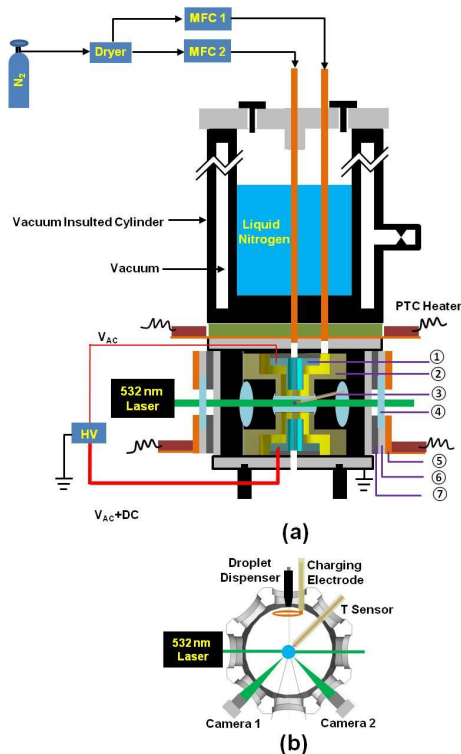 MFC 1
Dryer
MFC 2
N2
Liquid
Nitrogen
Vacuum Insulted Cylinder
Vacuum
PTC Heater
VAC
①
②
③
④
532 nm
Laser
HV
⑤
⑥
⑦
VAC+DC
(a)
Droplet
Dispenser
Charging
Electrode
T Sensor
532 nm
Laser
Camera 1
Camera 2
(b)